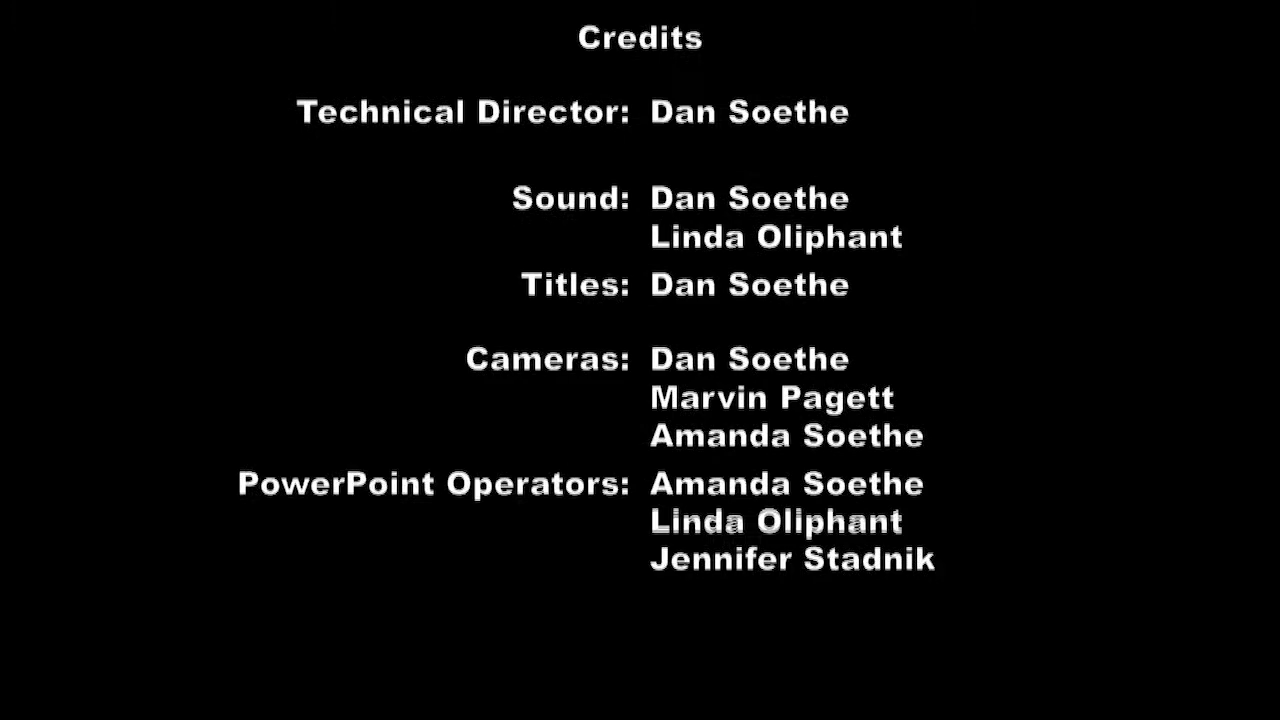 Credits
Technical Director: Dan Soethe
Sound: Dan Soethe
Linda Oliphant
Titles: Dan Soethe
Cameras: Dan Soethe
Marvin Pagett
Amanda Soethe
PowerPoint Operators: Amanda Soethe
Linda Oliphant
Jennifer Stadnik